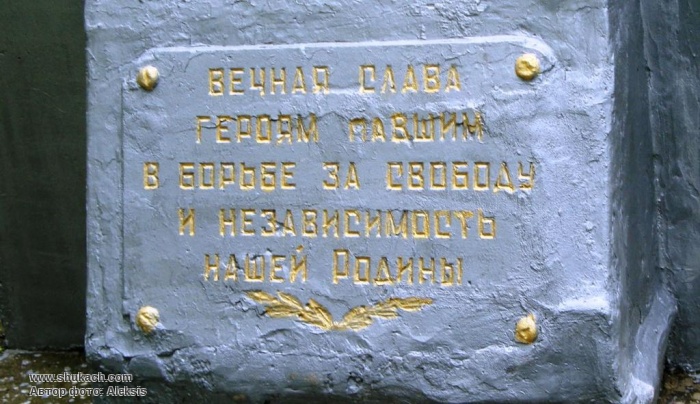 ВЕЧНАЯ СЛАВА
ГЕРОЯМ ПАВШИМ
В БОРЬБЕ ЗА СВОБОДУ
И НЕЗАВИСИМОСТЬ
НАШЕЙ РОДИНЫ
www.shukach.com
Автор фото: Aleksis